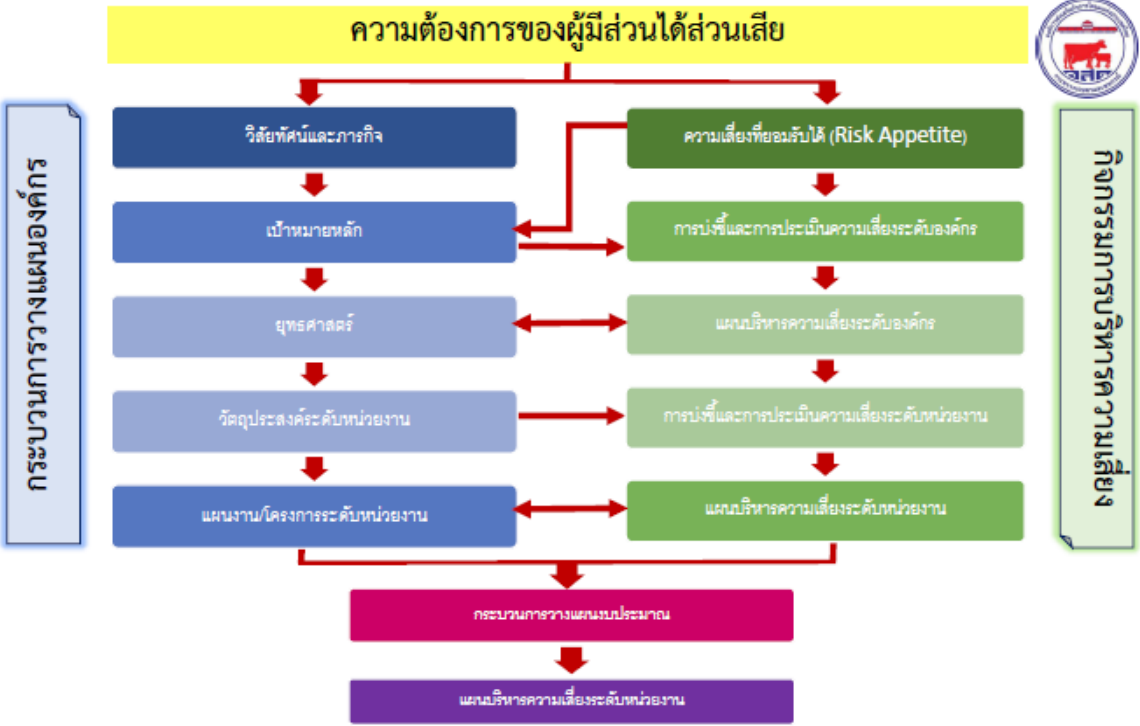 ความต้องการของผู้มีส่วนได้ส่วนเสีย
อ.ส.ค.
กระบวนการวางแผนองค์กร
กิจกรรมการบริหารความเสี่ยง
วิสัยทัศน์และภารกิจ
ความเสี่ยงที่ยอมรับได้ (Risk Appetite)
เป้าหมายหลัก
การบ่งชี้และการประเมินความเสี่ยงระดับองค์กร
ยุทธศาสตร์
แผนบริหารความเสี่ยงระดับองค์กร
วัตถุประสงค์ระดับหน่วยงาน
การบ่งชี้และการประเมินความเสี่ยงระดับหน่วยงาน
แผนงาน/โครงการระดับหน่วยงาน
แผนบริหารความเสี่ยงระดับหน่วยงาน
กระบวนการวางแผนงบประมาณ
แผนบริหารความเสี่ยงระดับหน่วยงาน